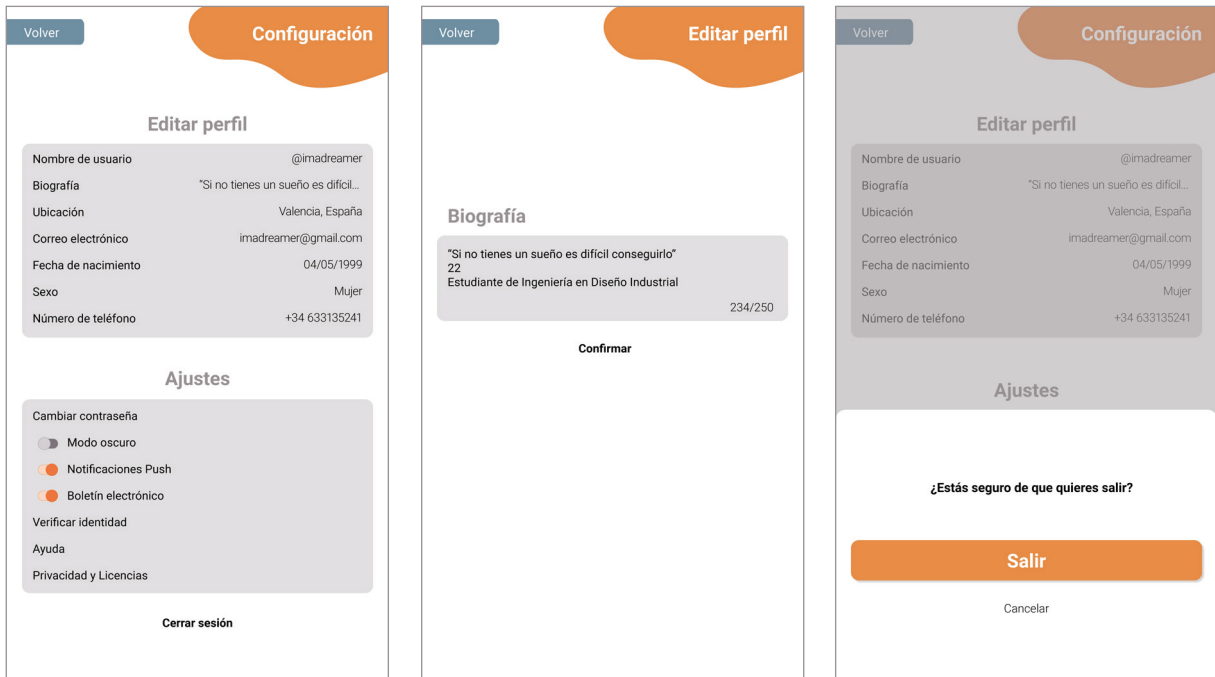 Volver
Configuración
Editar perfil
Nombre de usuario @imadreamer
Biografía “Si no tienes un sueño es difícil...
Ubicación Valencia, España
Correo electrónico imadreamer@gmail.com
Fecha de nacimiento 04/05/1999
Sexo Mujer
Número de teléfono +34 633135241
Ajustes
Cambiar contraseña
Modo oscuro
Notificaciones Push
Boletín electrónico
Verificar identidad
Ayuda
Privacidad y Licencias
Cerrar sesión
Volver
Editar perfil
Biografía
“Si no tienes un sueño es difícil conseguirlo”
22
Estudiante de Ingeniería en Diseño Industrial
234/250
Confirmar
Volver
Configuración
Editar perfil
Nombre de usuario @imadreamer
Biografía “Si no tienes un sueño es difícil...
Ubicación Valencia, España
Correo electrónico imadreamer@gmail.com
Fecha de nacimiento 04/05/1999
Sexo Mujer
Número de teléfono +34 633135241
Ajustes
¿Estás seguro de que quieres salir?
Salir
Cancelar